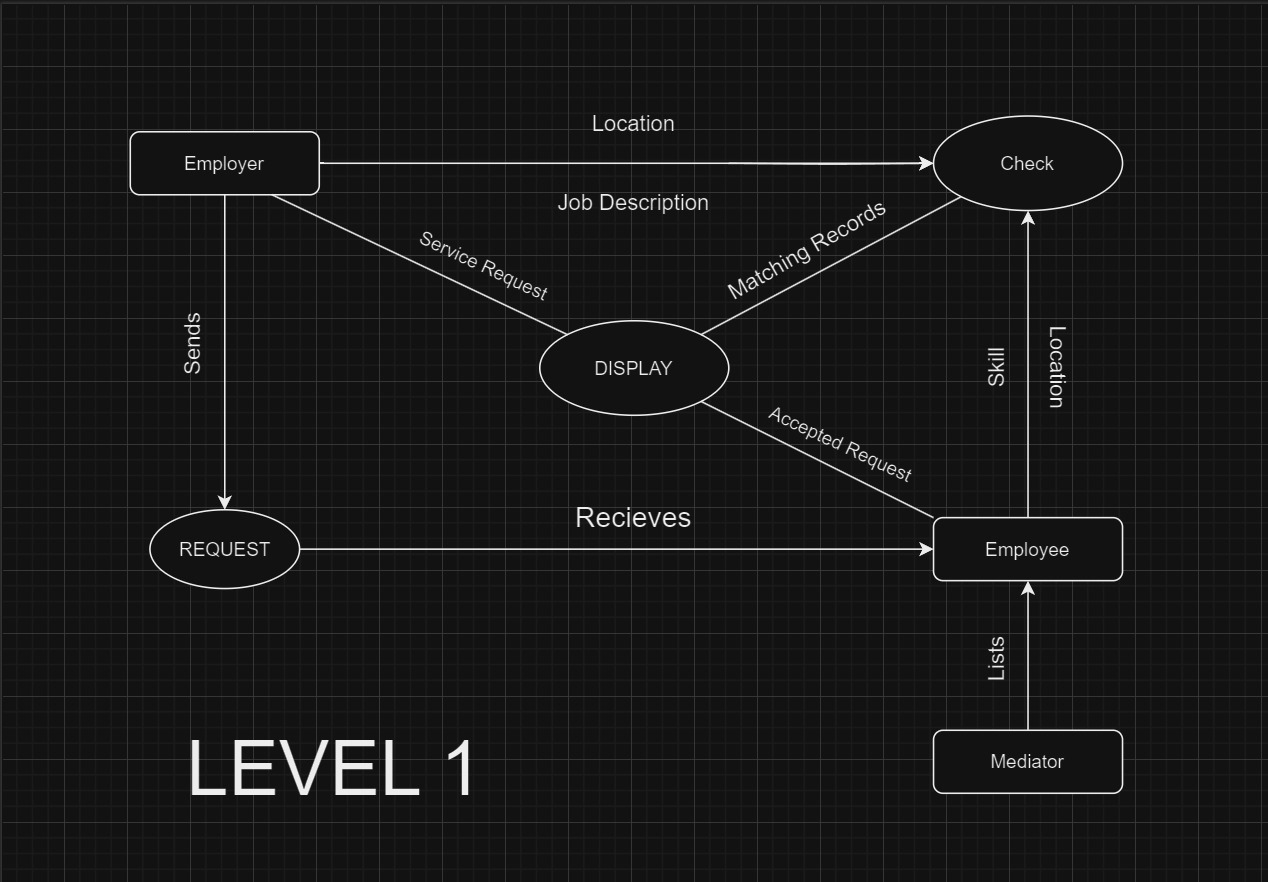 Location
Employer
Check
Job Description
Service Request
Matching Records
Sends
Skill
Location
DISPLAY
Accepted Request
Recieves
REQUEST
Employee
Lists
LEVEL 1
Mediator